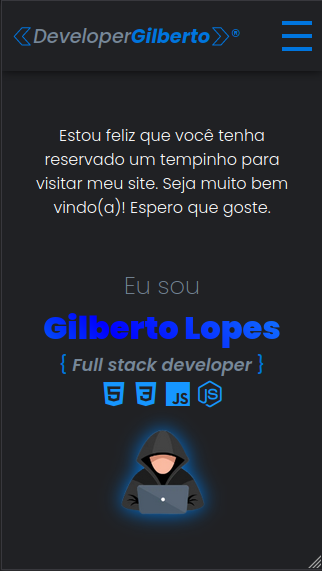 DeveloperGilberto®
Estou feliz que você tenha
reservado um tempinho para
visitar meu site. Seja muito bem
vindo(a)! Espero que goste.
Eu sou
Gilberto Lopes
{ Full stack developer }
5 3 JS JS